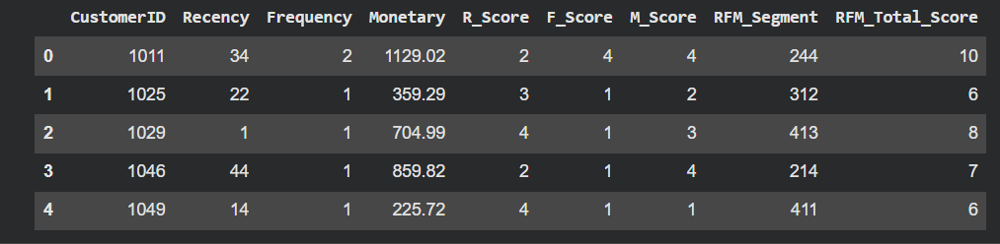 CustomerID Recency Frequency Monetary R_Score F_Score M_Score RFM_Segment RFM_Total_Score
0 1011 34 2 1129.02 2 4 4 244 10
1 1025 22 1 359.29 3 1 2 312 6
2 1029 1 1 704.99 4 1 3 413 8
3 1046 44 1 859.82 2 1 4 214 7
4 1049 14 1 225.72 4 1 1 411 6